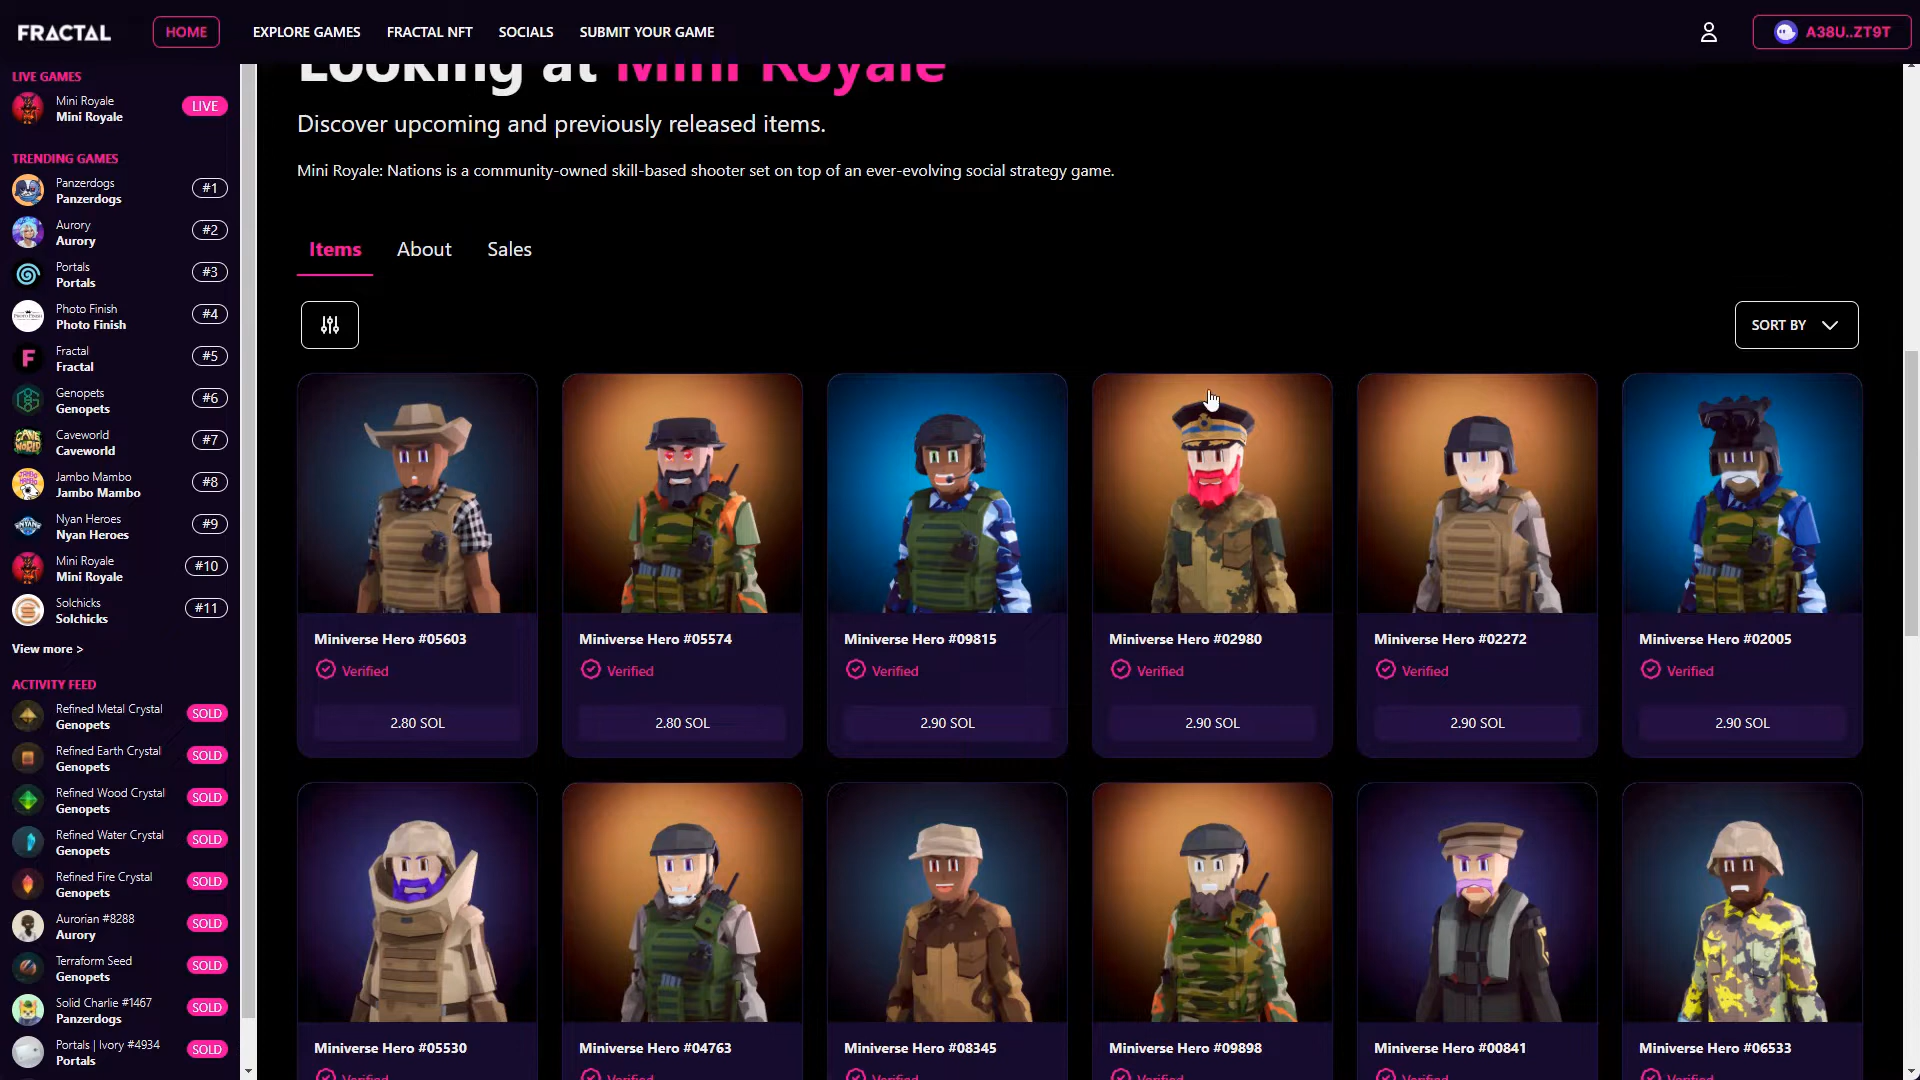 FRACTAL
HOME
EXPLORE GAMES
FRACTAL NFT
SOCIALS
SUBMIT YOUR GAME
A38U..ZT9T
LIVE GAMES
Mini Royale
Mini Royale
LIVE
TRENDING GAMES
Panzerdogs
Panzerdogs
#1
Aurory
Aurory
#2
Portals
Portals
#3
Photo Finish
Photo Finish
#4
Fractal
Fractal
#5
Genopets
Genopets
#6
Caveworld
Caveworld
#7
Jambo Mambo
Jambo Mambo
#8
Nyan Heroes
Nyan Heroes
#9
Mini Royale
Mini Royale
#10
Solchicks
Solchicks
#11
View more >
ACTIVITY FEED
Refined Metal Crystal
Genopets
SOLD
Refined Earth Crystal
Genopets
SOLD
Refined Wood Crystal
Genopets
SOLD
Refined Water Crystal
Genopets
SOLD
Refined Fire Crystal
Genopets
SOLD
Aurorian #8288
Aurory
SOLD
Terraform Seed
Genopets
SOLD
Solid Charlie #1467
Panzerdogs
SOLD
Portals | Ivory #4934
Portals
SOLD
Looking at Mini Royale
Discover upcoming and previously released items.
Mini Royale: Nations is a community-owned skill-based shooter set on top of an ever-evolving social strategy game.
Items
About
Sales
SORT BY
Miniverse Hero #05603
Verified
2.80 SOL
Miniverse Hero #05574
Verified
2.80 SOL
Miniverse Hero #09815
Verified
2.90 SOL
Miniverse Hero #02980
Verified
2.90 SOL
Miniverse Hero #02272
Verified
2.90 SOL
Miniverse Hero #02005
Verified
2.90 SOL
Miniverse Hero #05530
Verified
Miniverse Hero #04763
Verified
Miniverse Hero #08345
Verified
Miniverse Hero #09898
Verified
Miniverse Hero #00841
Verified
Miniverse Hero #06533
Verified